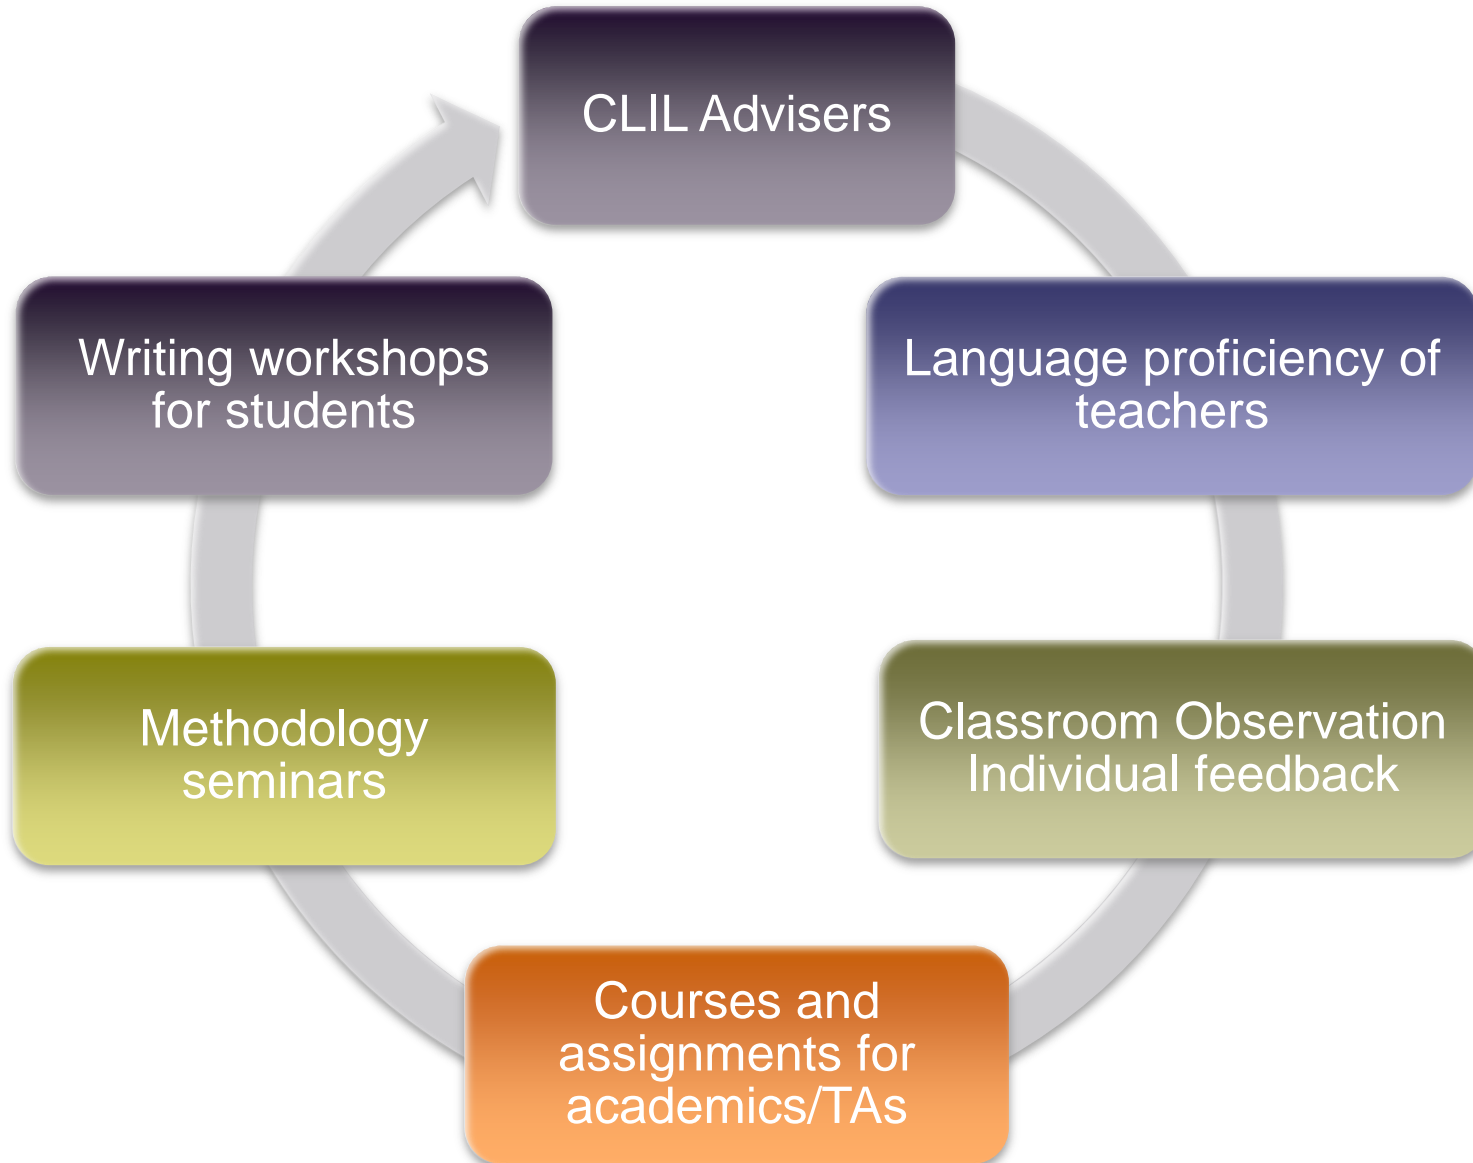 CLIL Advisers
Language proficiency of
teachers
Classroom Observation
Individual feedback
Courses and
assignments for
academics/TAs
Methodology
seminars
Writing workshops
for students